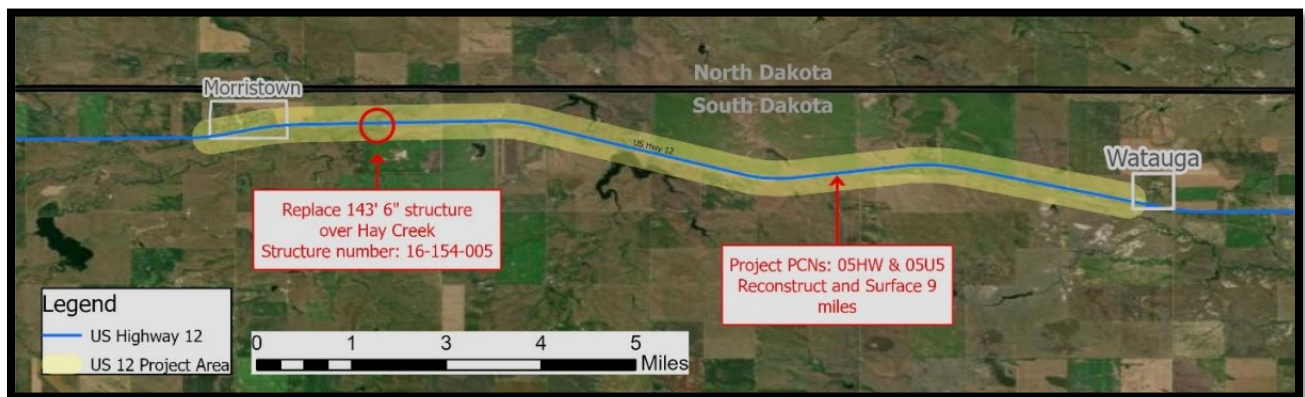 North Dakota
South Dakota
Morristown
US Hwy 12
Watauga
Replace 143' 6" structure
over Hay Creek
Structure number: 16-154-005
Project PCNs: 05HW & 05U5
Reconstruct and Surface 9
miles
Legend
US Highway 12
US 12 Project Area
0 1 3 4 5
Miles